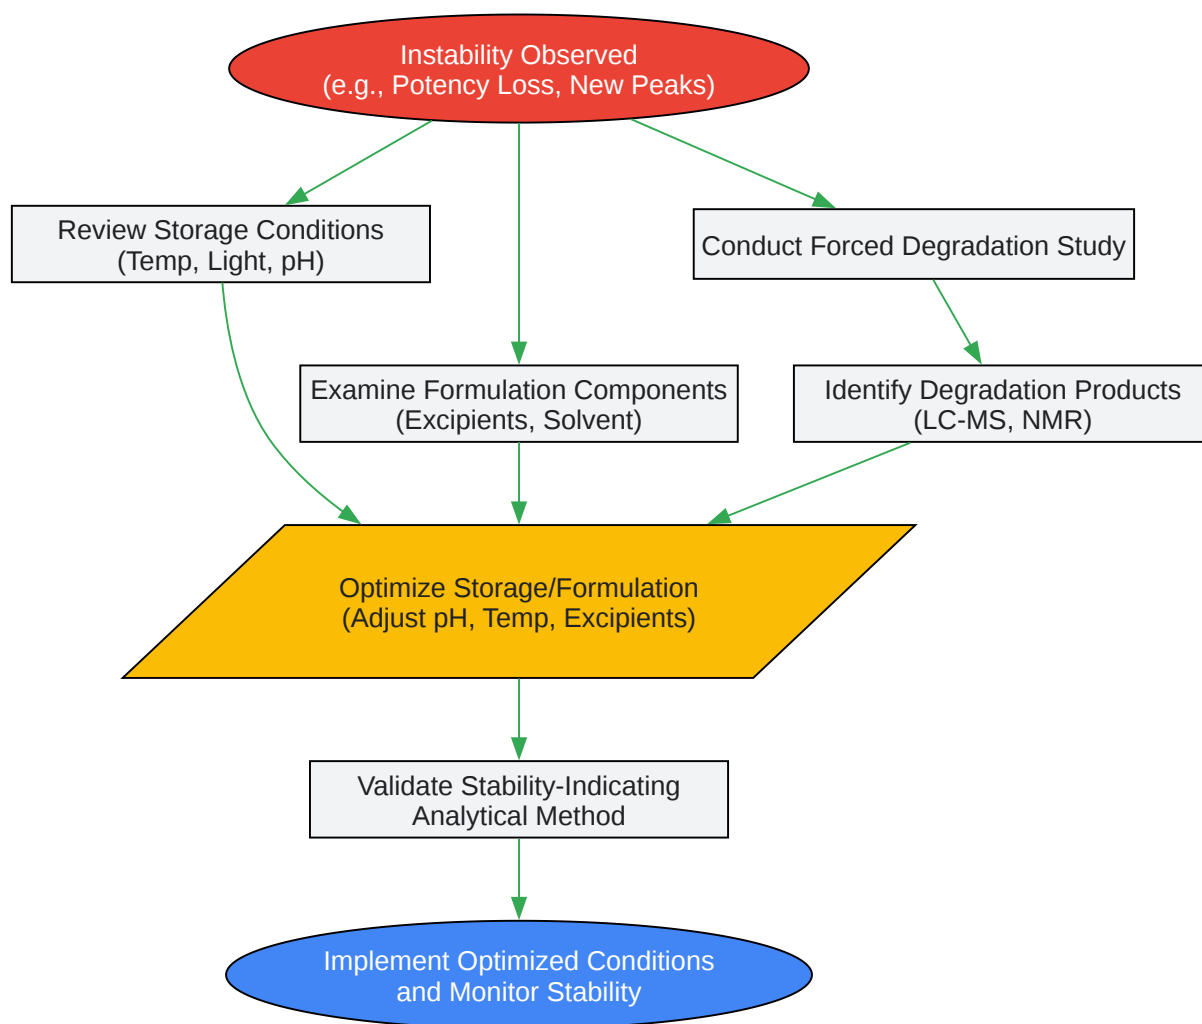 Instability Observed
(e.g., Potency Loss, New Peaks)
Review Storage Conditions
(Temp, Light, pH)
Conduct Forced Degradation Study
Examine Formulation Components
(Excipients, Solvent)
Identify Degradation Products
(LC-MS, NMR)
Optimize Storage/Formulation
(Adjust pH, Temp, Excipients)
Validate Stability-Indicating
Analytical Method
Implement Optimized Conditions
and Monitor Stability